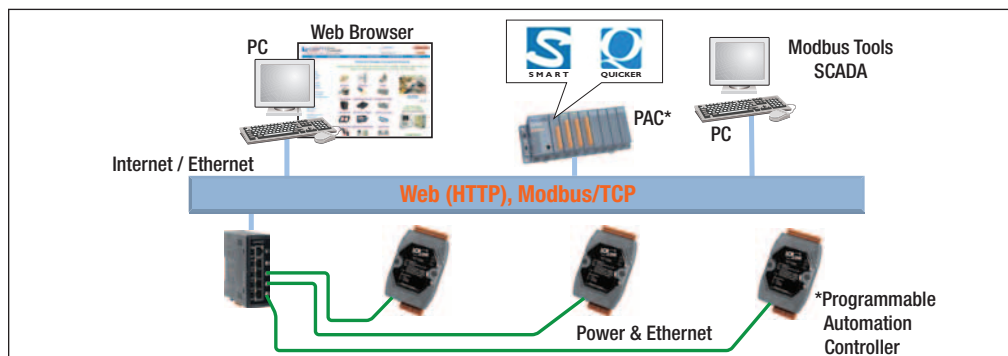 Web Browser
PC
SMART
QUICKER
Modbus Tools
SCADA
PAC*
PC
Internet / Ethernet
Web (HTTP), Modbus/TCP
Power & Ethernet
*Programmable
Automation
Controller